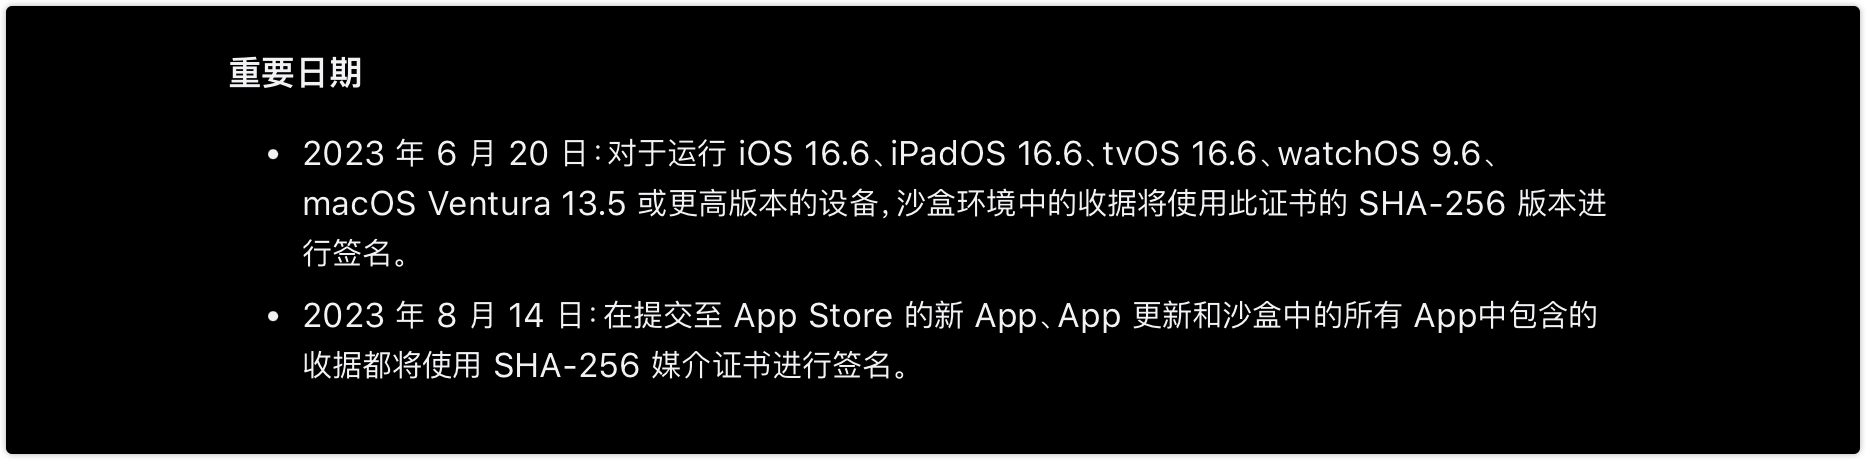 重要日期
• 2023 年 6 月 20 日：对于运行 iOS 16.6、iPadOS 16.6、tvOS 16.6、watchOS 9.6、
macOS Ventura 13.5 或更高版本的设备，沙盒环境中的收据将使用此证书的 SHA-256 版本进
行签名。
• 2023 年 8 月 14 日：在提交至 App Store 的新 App、App 更新和沙盒中的所有 App中包含的
收据都将使用 SHA-256 媒介证书进行签名。